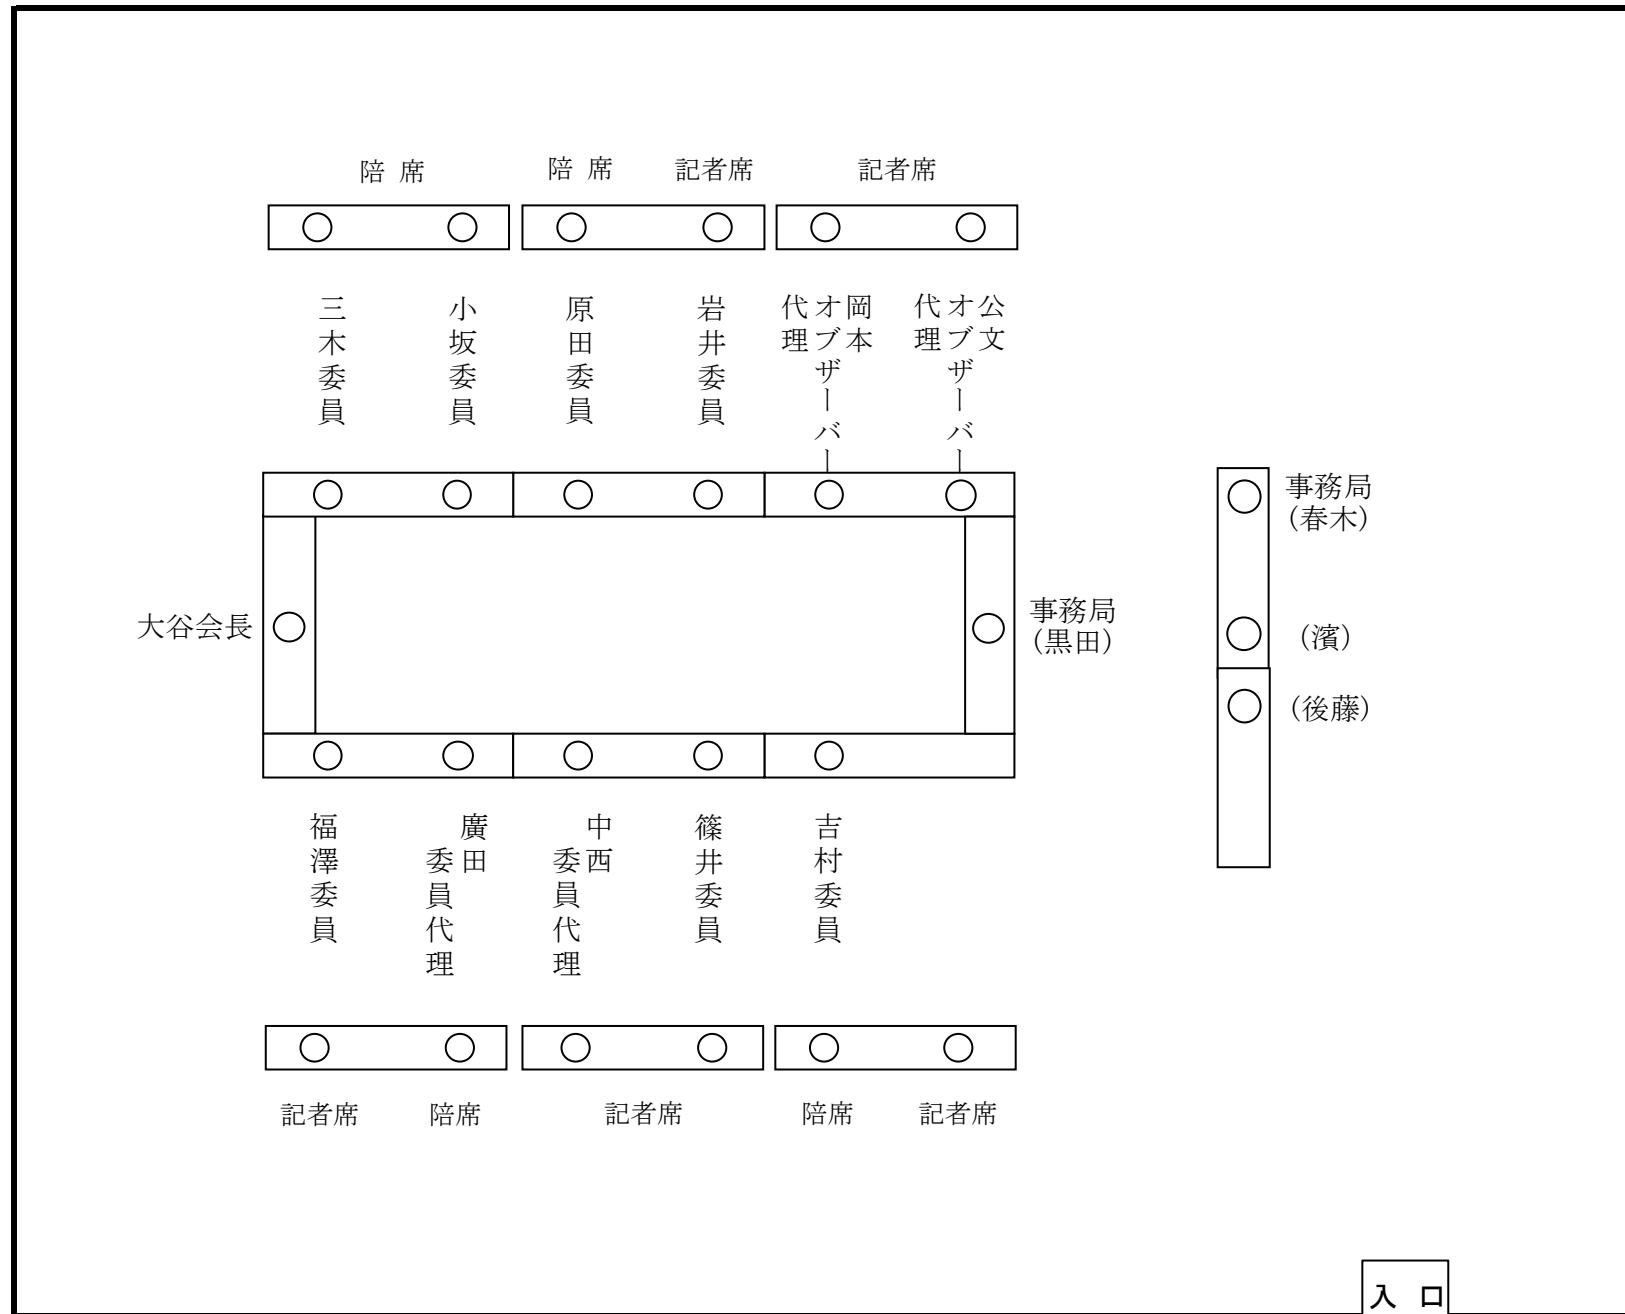 陪 席
陪 席
記者席
記者席
三木委員
小坂委員
原田委員
岩井委員
岡本
オブザーバー
代理
公文
オブザーバー
代理
大谷会長
事務局
(黒田)
事務局
(春木)
(濱)
(後藤)
福澤委員
廣田
委員代理
中西
委員代理
篠井委員
吉村委員
記者席
陪席
記者席
陪席
記者席
入 口